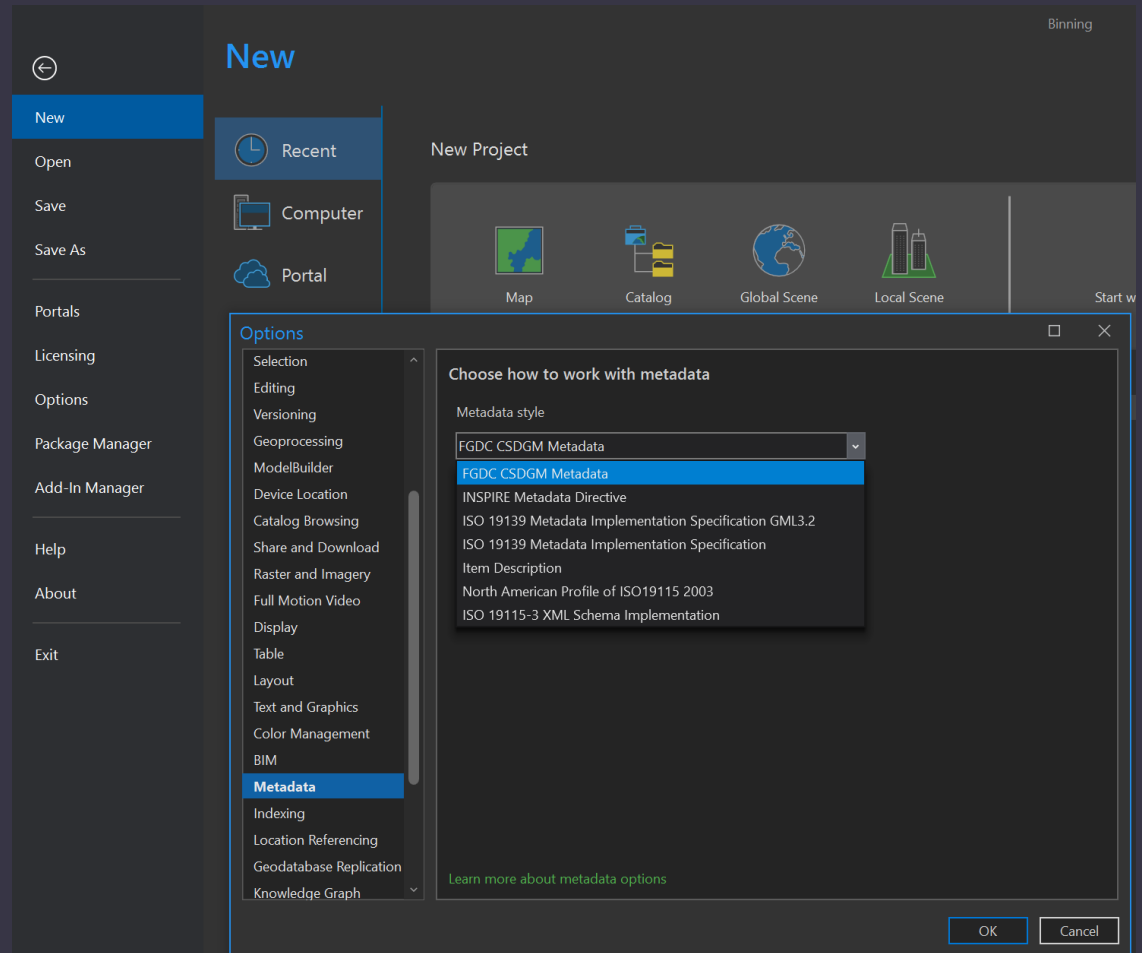 Binning
New
New
Open
Save
Save As
Portals
Licensing
Options
Package Manager
Add-In Manager
Help
About
Exit
Recent
Computer
Portal
New Project
Map
Catalog
Global Scene
Local Scene
Start w
Options
Selection
Editing
Versioning
Geoprocessing
ModelBuilder
Device Location
Catalog Browsing
Share and Download
Raster and Imagery
Full Motion Video
Display
Table
Layout
Text and Graphics
Color Management
BIM
Metadata
Indexing
Location Referencing
Geodatabase Replication
Knowledge Graph
Choose how to work with metadata
Metadata style
FGDC CSDGM Metadata
FGDC CSDGM Metadata
INSPIRE Metadata Directive
ISO 19139 Metadata Implementation Specification GML3.2
ISO 19139 Metadata Implementation Specification
Item Description
North American Profile of ISO19115 2003
ISO 19115-3 XML Schema Implementation
Learn more about metadata options
OK
Cancel